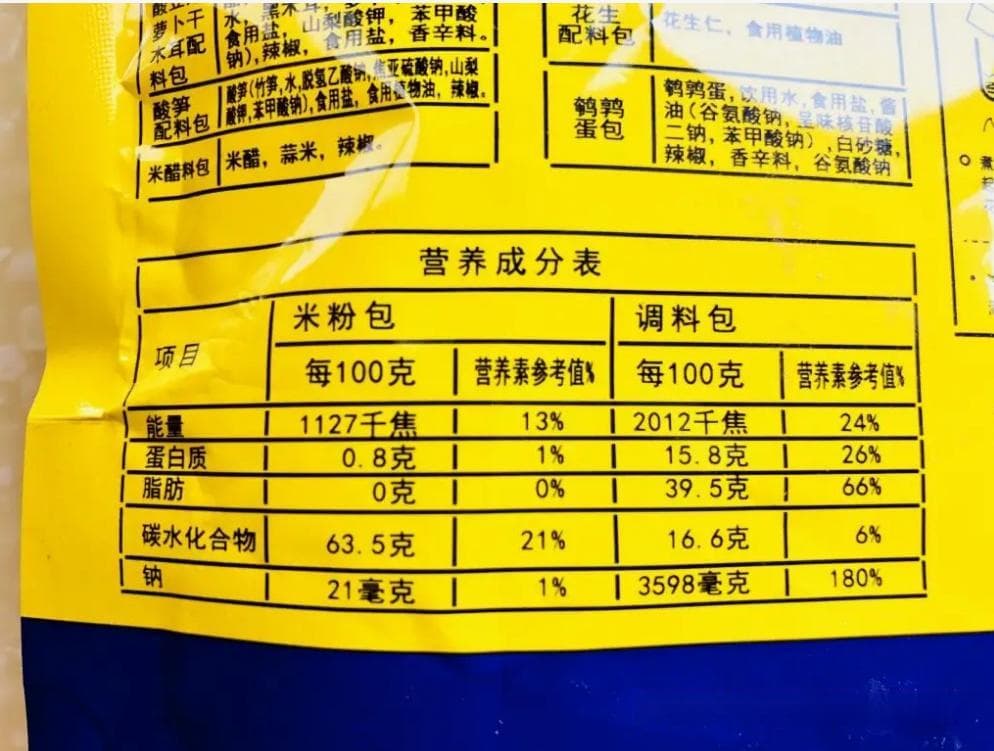 萝卜干
木耳配
料包
食用盐, 山梨酸钾, 苯甲酸
钠),辣椒, 食用盐, 香辛料。
酸笋
配料包
酸笋(竹笋,水,脱氢乙酸钠,焦亚硫酸钠,山梨
酸钾,苯甲酸钠),食用盐, 食用植物油, 辣椒。
米醋料包
米醋, 蒜米, 辣椒。
花生
配料包
花生仁, 食用植物油
鹌鹑
蛋包
鹌鹑蛋,饮用水,食用盐,酱
油(谷氨酸钠,呈味核苷酸
二钠,苯甲酸钠),白砂糖,
辣椒, 香辛料, 谷氨酸钠
营养成分表
项目 米粉包 调料包
每100克 营养素参考值% 每100克 营养素参考值%
能量 1127千焦 13% 2012千焦 24%
蛋白质 0.8克 1% 15.8克 26%
脂肪 0克 0% 39.5克 66%
碳水化合物 63.5克 21% 16.6克 6%
钠 21毫克 1% 3598毫克 180%